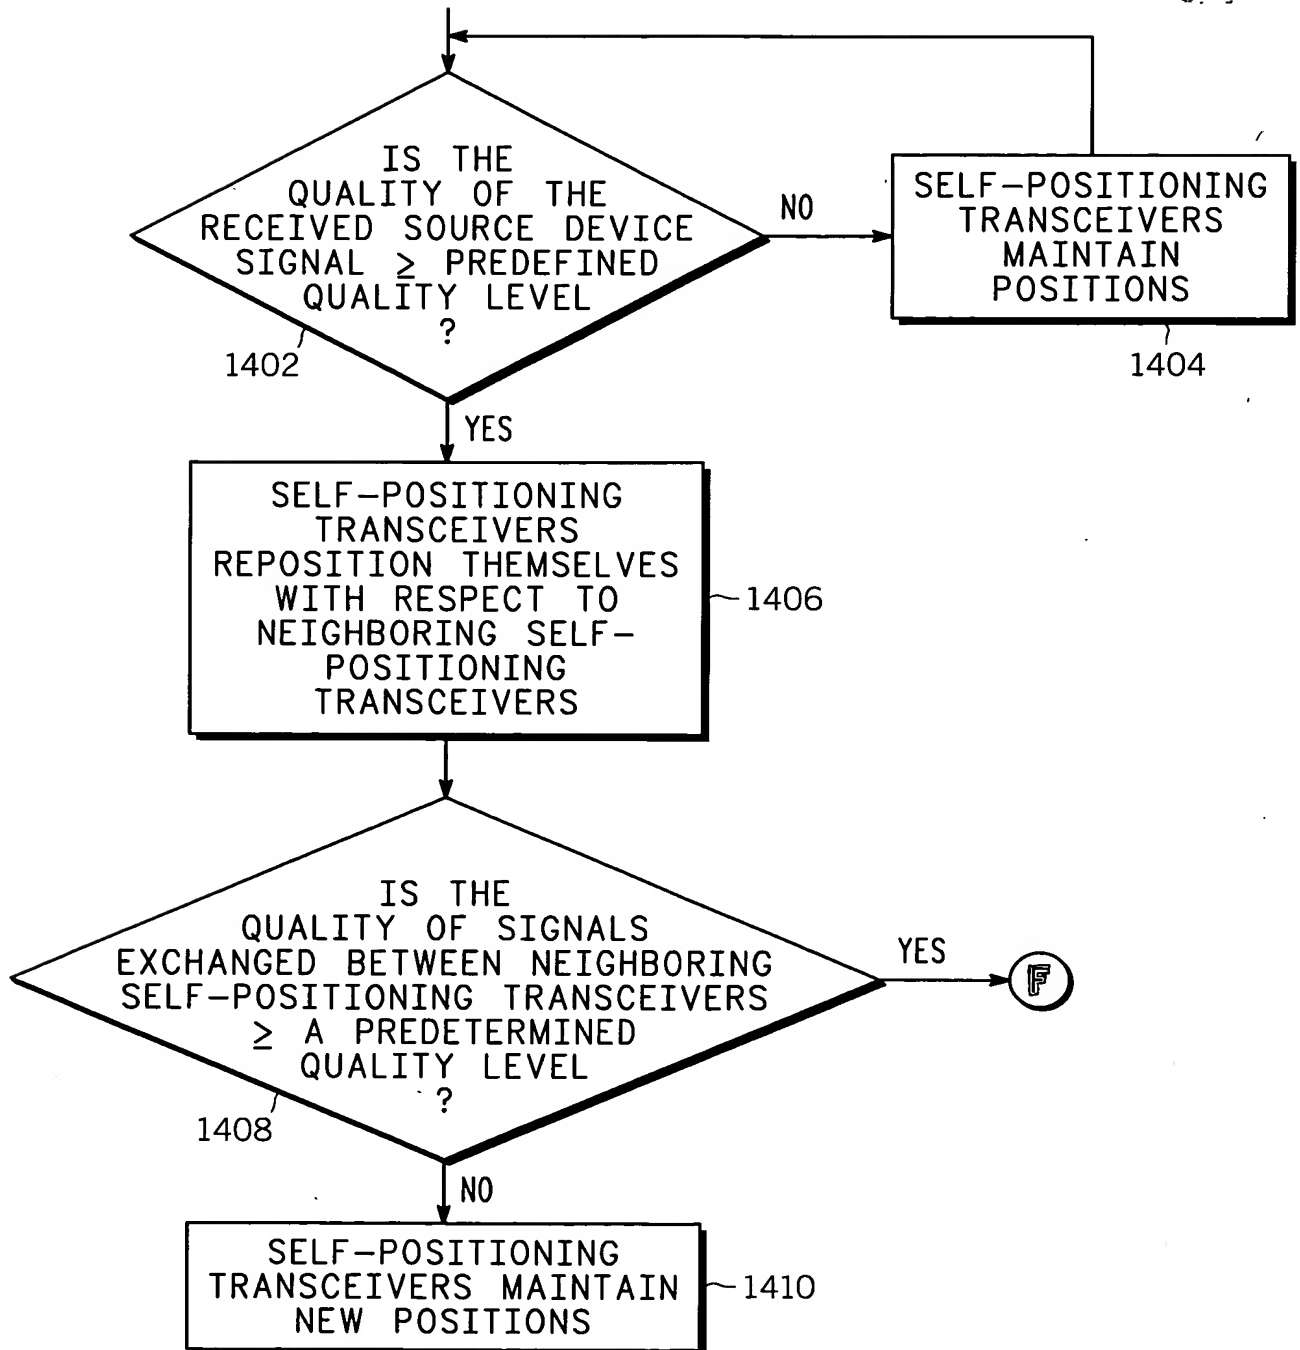 IS THE
QUALITY OF THE
RECEIVED SOURCE DEVICE
SIGNAL ≥ PREDEFINED
QUALITY LEVEL
?
1402
NO
SELF-POSITIONING
TRANSCEIVERS
MAINTAIN
POSITIONS
1404
YES
SELF-POSITIONING
TRANSCEIVERS
REPOSITION THEMSELVES
WITH RESPECT TO
NEIGHBORING SELF-
POSITIONING
TRANSCEIVERS
1406
IS THE
QUALITY OF SIGNALS
EXCHANGED BETWEEN NEIGHBORING
SELF-POSITIONING TRANSCEIVERS
≥ A PREDETERMINED
QUALITY LEVEL
?
1408
YES
F
NO
SELF-POSITIONING
TRANSCEIVERS MAINTAIN
NEW POSITIONS
1410